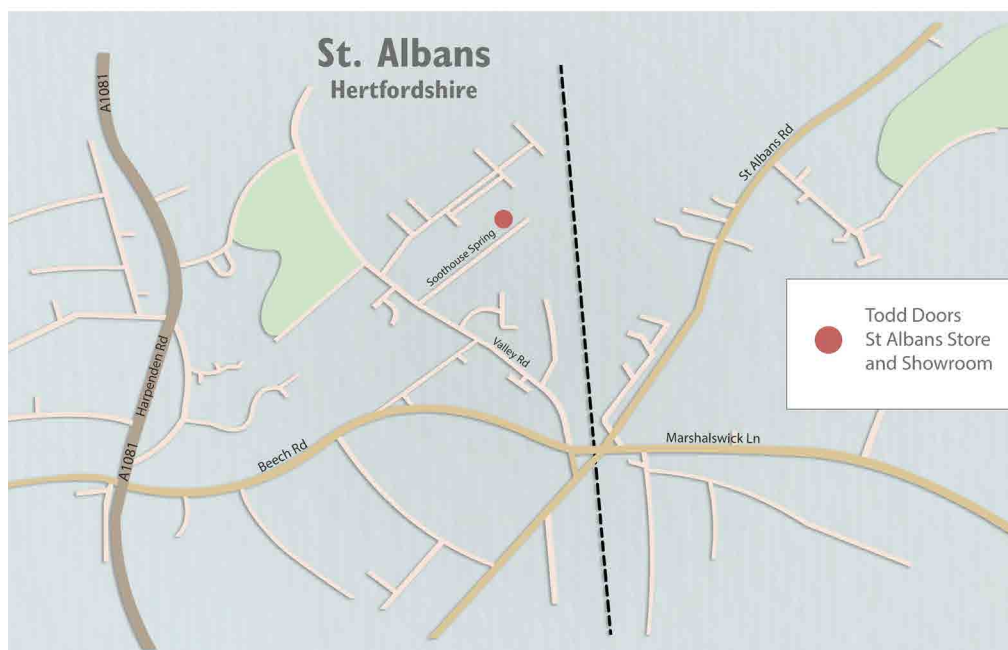 St. Albans
Hertfordshire
A1081
St Albans Rd
Soothouse Spring
Todd Doors
St Albans Store
and Showroom
Harpenden Rd
Valley Rd
Marshalswick Ln
Beech Rd
A1081